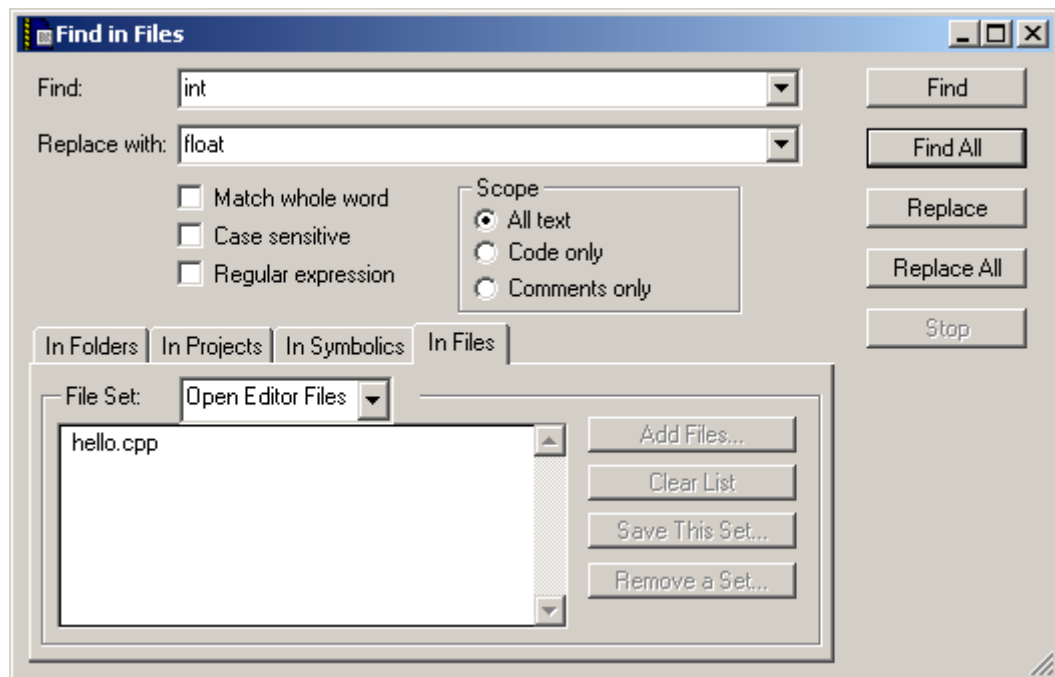 Find in Files
Find: int Find
Replace with: float Find All
Match whole word Scope Replace
Case sensitive All text
Regular expression Code only Replace All
Comments only
Stop
In Folders In Projects In Symbolics In Files
File Set: Open Editor Files
hello.cpp Add Files...
Clear List
Save This Set...
Remove a Set...